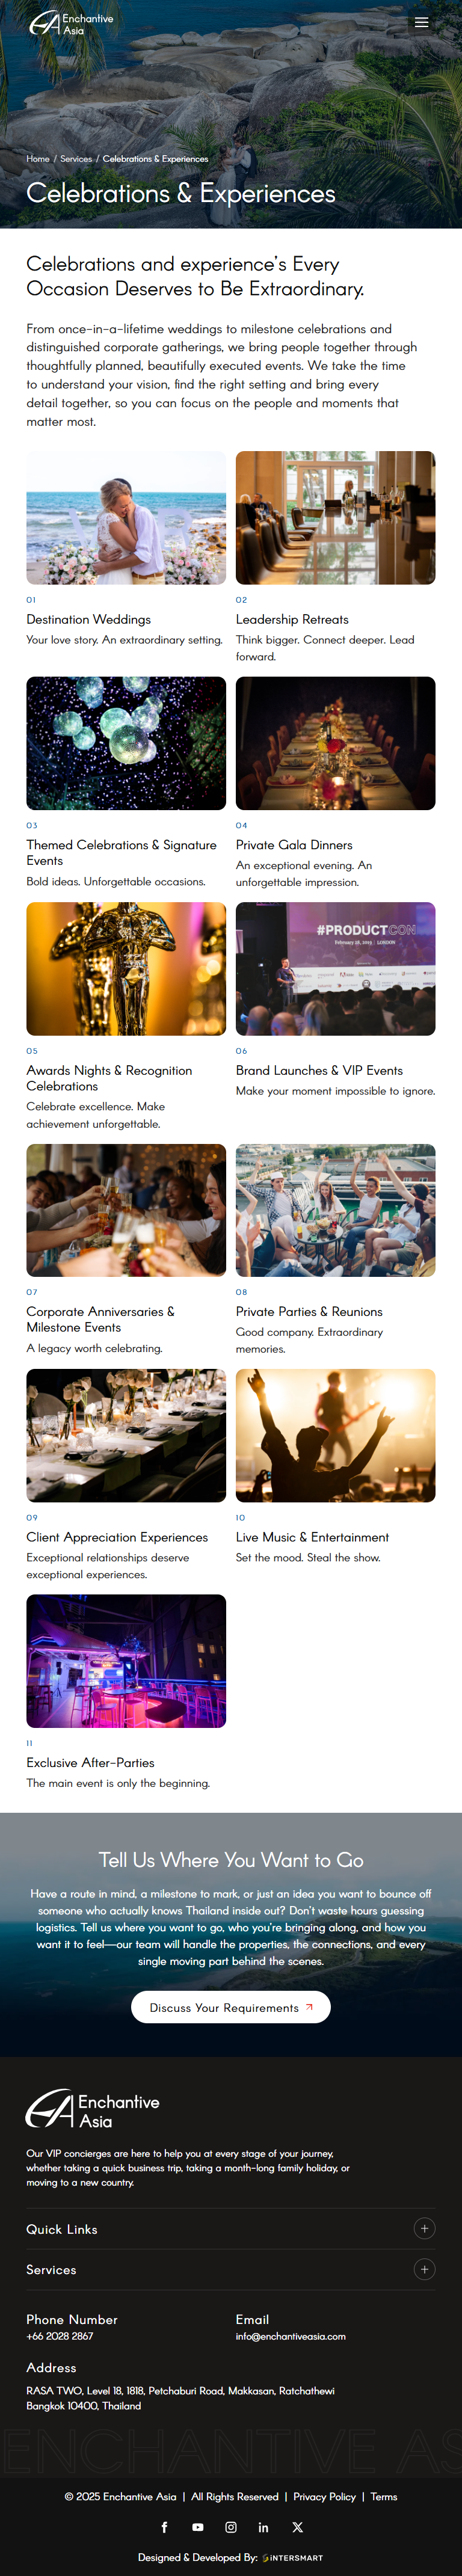 Enchantive
Asia
Home / Services / Celebrations & Experiences
Celebrations & Experiences
Celebrations and experience's Every
Occasion Deserves to Be Extraordinary.
From once-in-a-lifetime weddings to milestone celebrations and
distinguished corporate gatherings, we bring people together through
thoughtfully planned, beautifully executed events. We take the time
to understand your vision, find the right setting and bring every
detail together, so you can focus on the people and moments that
matter most.
01
Destination Weddings
Your love story. An extraordinary setting.
02
Leadership Retreats
Think bigger. Connect deeper. Lead
forward.
03
Themed Celebrations & Signature
Events
Bold ideas. Unforgettable occasions.
04
Private Gala Dinners
An exceptional evening. An
unforgettable impression.
#PRODUCTCON
February 28, 2023 | LONDON
05
Awards Nights & Recognition
Celebrations
Celebrate excellence. Make
achievement unforgettable.
06
Brand Launches & VIP Events
Make your moment impossible to ignore.
07
Corporate Anniversaries &
Milestone Events
A legacy worth celebrating.
08
Private Parties & Reunions
Good company. Extraordinary
memories.
09
Client Appreciation Experiences
Exceptional relationships deserve
exceptional experiences.
10
Live Music & Entertainment
Set the mood. Steal the show.
11
Exclusive After-Parties
The main event is only the beginning.
Tell Us Where You Want to Go
Have a route in mind, a milestone to mark, or just an idea you want to bounce off
someone who actually knows Thailand inside out? Don't waste hours guessing
logistics. Tell us where you want to go, who you're bringing along, and how you
want it to feel—our team will handle the properties, the connections, and every
single moving part behind the scenes.
Discuss Your Requirements
Enchantive
Asia
Our VIP concierges are here to help you at every stage of your journey,
whether taking a quick business trip, taking a month-long family holiday, or
moving to a new country.
Quick Links
Services
Phone Number
+66 2028 2867
Email
info@enchantiveasia.com
Address
RASA TWO, Level 18, 1818, Petchaburi Road, Makkasan, Ratchathewi
Bangkok 10400, Thailand
ENCHANTIVE AS
© 2025 Enchantive Asia | All Rights Reserved | Privacy Policy | Terms
Designed & Developed By: INTERSMART